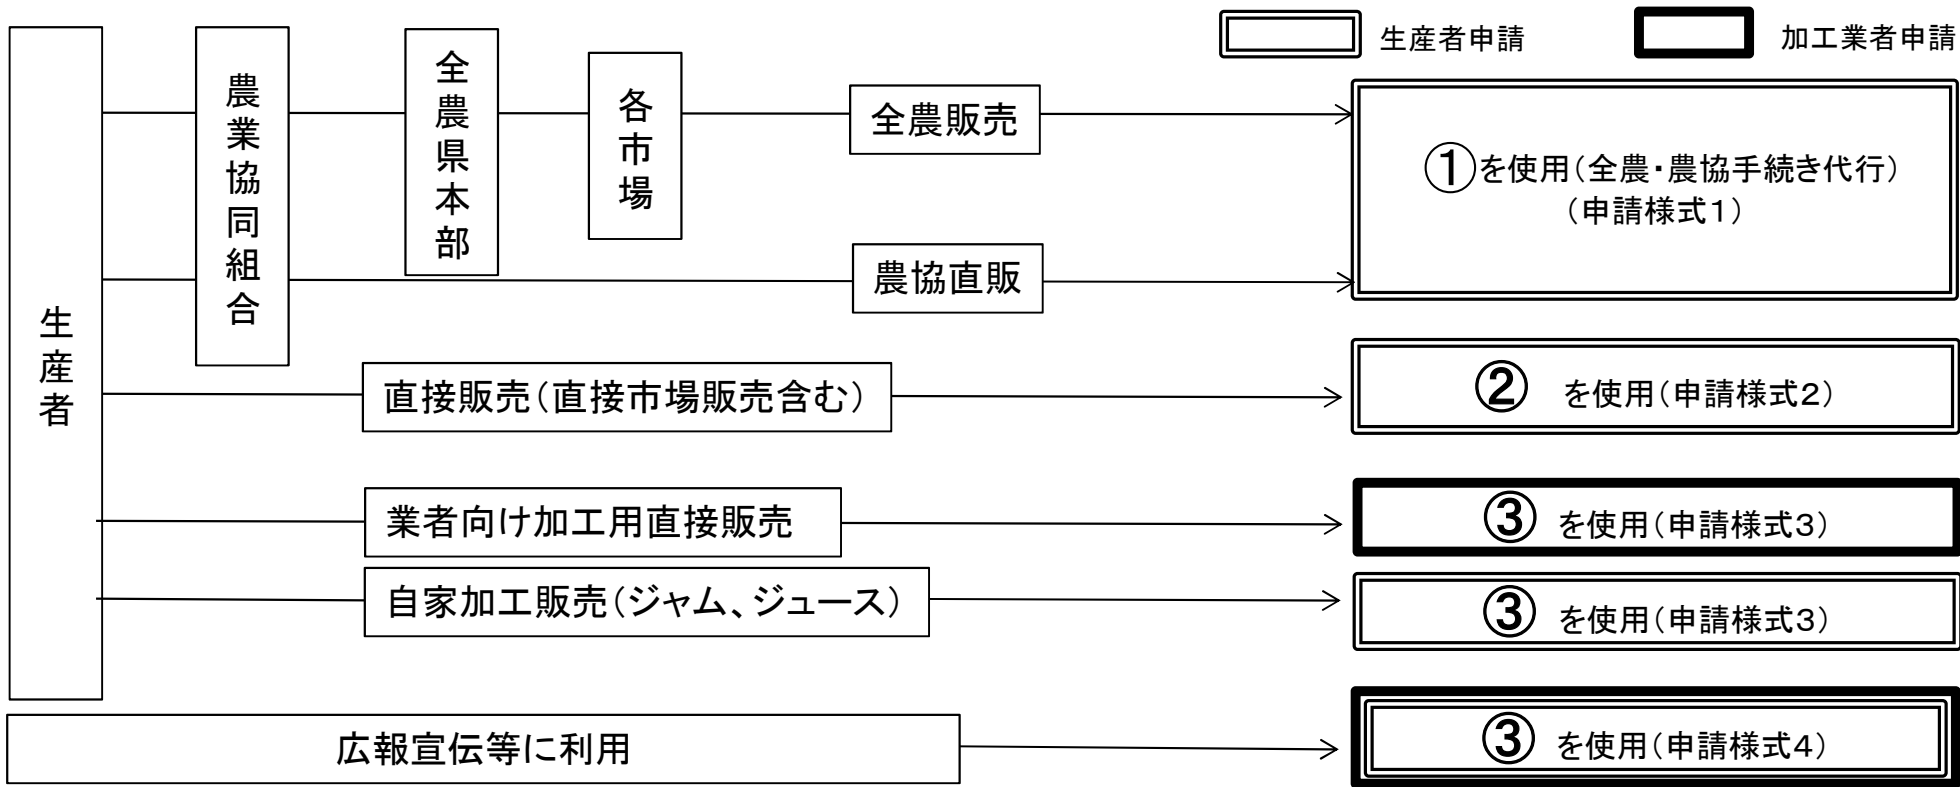 生産者申請
加工業者申請
生産者
農業協同組合
全農県本部
各市場
全農販売
①を使用(全農・農協手続き代行)
(申請様式1)
農協直販
直接販売(直接市場販売含む)
② を使用(申請様式2)
業者向け加工用直接販売
③ を使用(申請様式3)
自家加工販売(ジャム、ジュース)
③ を使用(申請様式3)
広報宣伝等に利用
③ を使用(申請様式4)